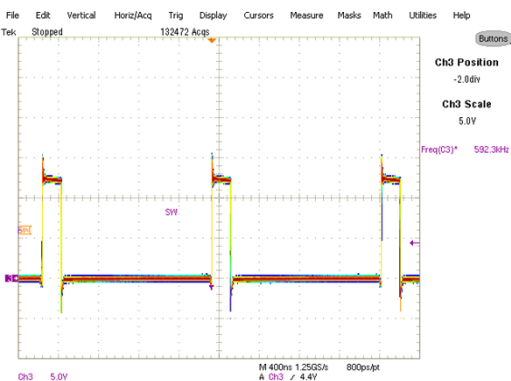 File Edit Vertical Horiz/Acq Trig Display Cursors Measure Masks Math Utilities Help
Tek Stopped 132472 Acqs
Buttons
Ch3 Position
-2.0div
Ch3 Scale
5.0V
Freq(C3)* 592.3kHz
SW
Ch3 5.0V
M 400ns 1.25GS/s 800ps/pt
A Ch3 / 4.4V